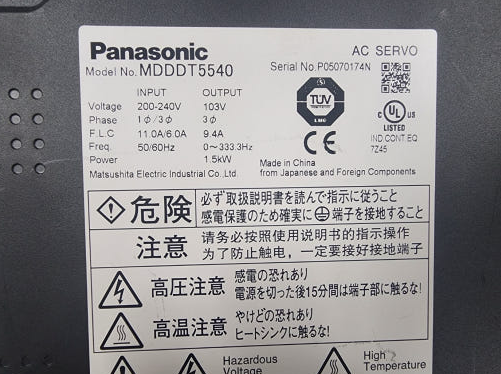 Panasonic
AC SERVO
Model No. MDDDT5540
Serial No. P05070174N
INPUT OUTPUT
Voltage 200-240V 103V
Phase 1ø/3ø 3ø
F.L.C 11.0A/6.0A 9.4A
Freq. 50/60Hz 0~333.3Hz
Power 1.5kW
Matsushita Electric Industrial Co.,Ltd.
TÜV
CE
C UL US
LISTED
IND.CONT.EQ.
7Z45
Made in China
from Japanese and Foreign Components
危険
必ず取扱説明書を読んで指示に従うこと
感電保護のため確実に端子を接地すること
注意
请务必按照使用说明书的指示操作
为了防止触电，一定要接好接地端子
高圧注意
感電の恐れあり
電源を切った後15分間は端子部に触るな!
高温注意
やけどの恐れあり
ヒートシンクに触るな!
Hazardous
Voltage
High
Temperature